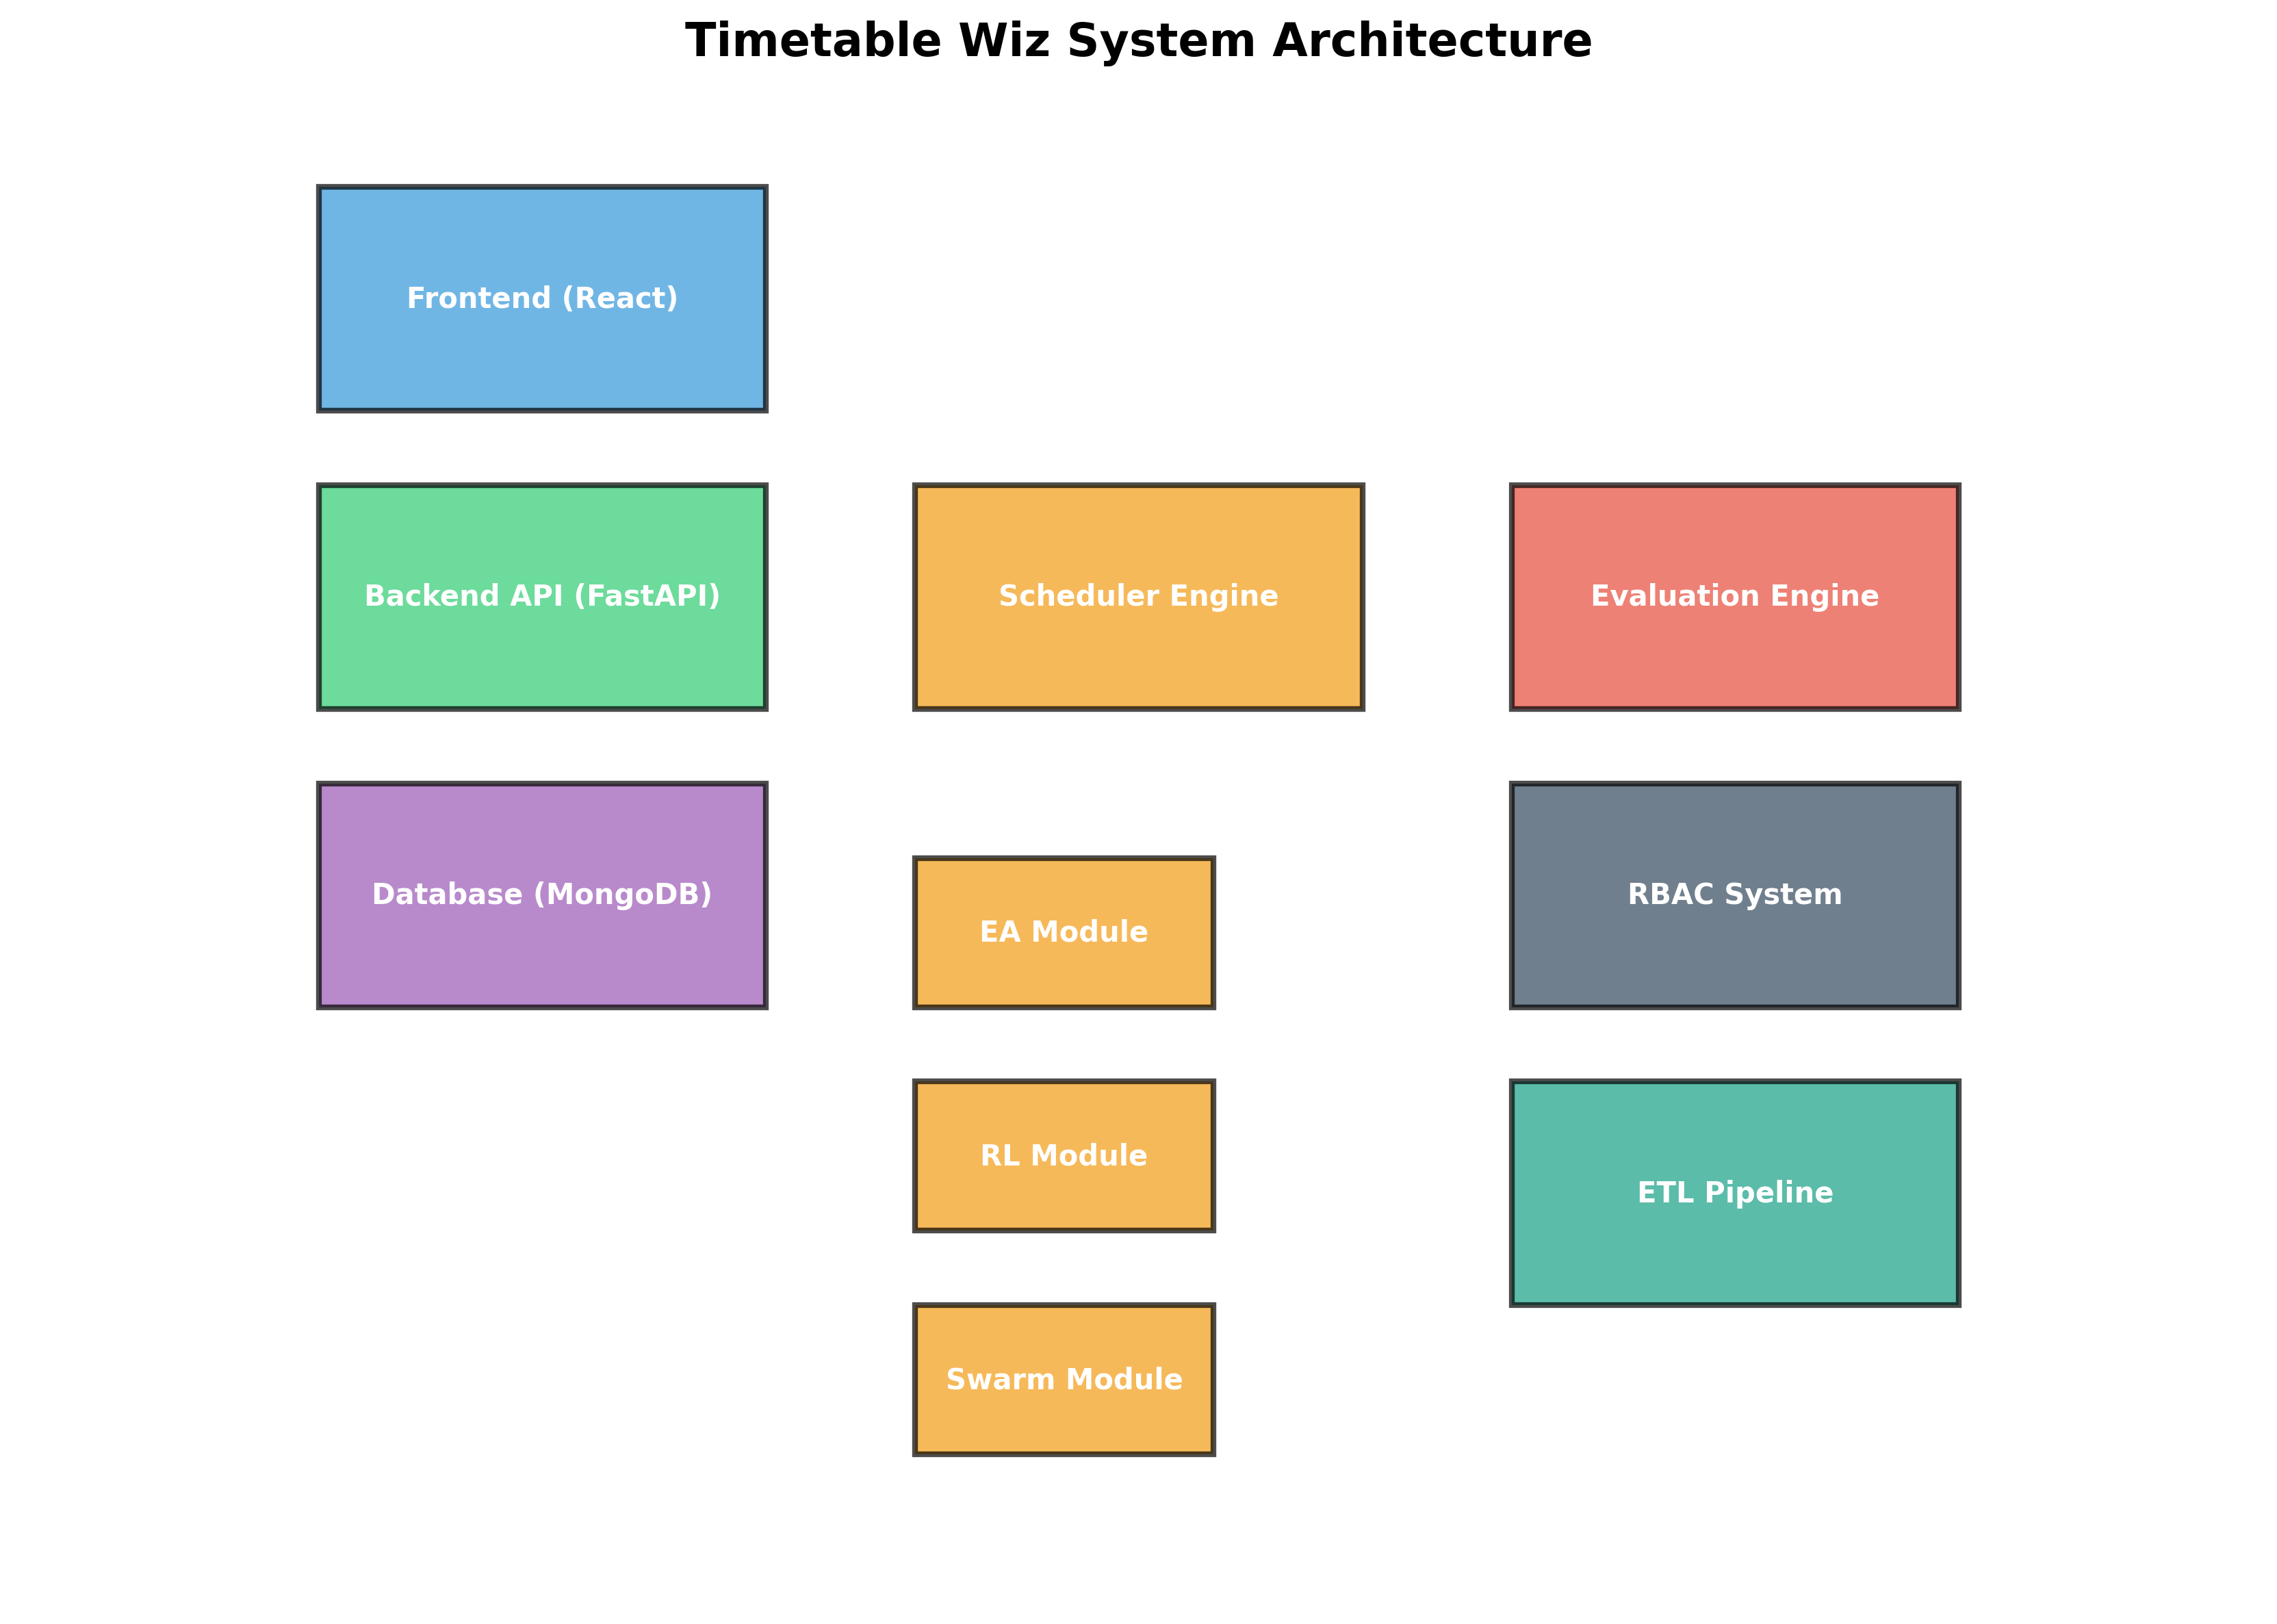 Timetable Wiz System Architecture
Frontend (React)
Backend API (FastAPI)
Scheduler Engine
Evaluation Engine
Database (MongoDB)
EA Module
RBAC System
RL Module
ETL Pipeline
Swarm Module